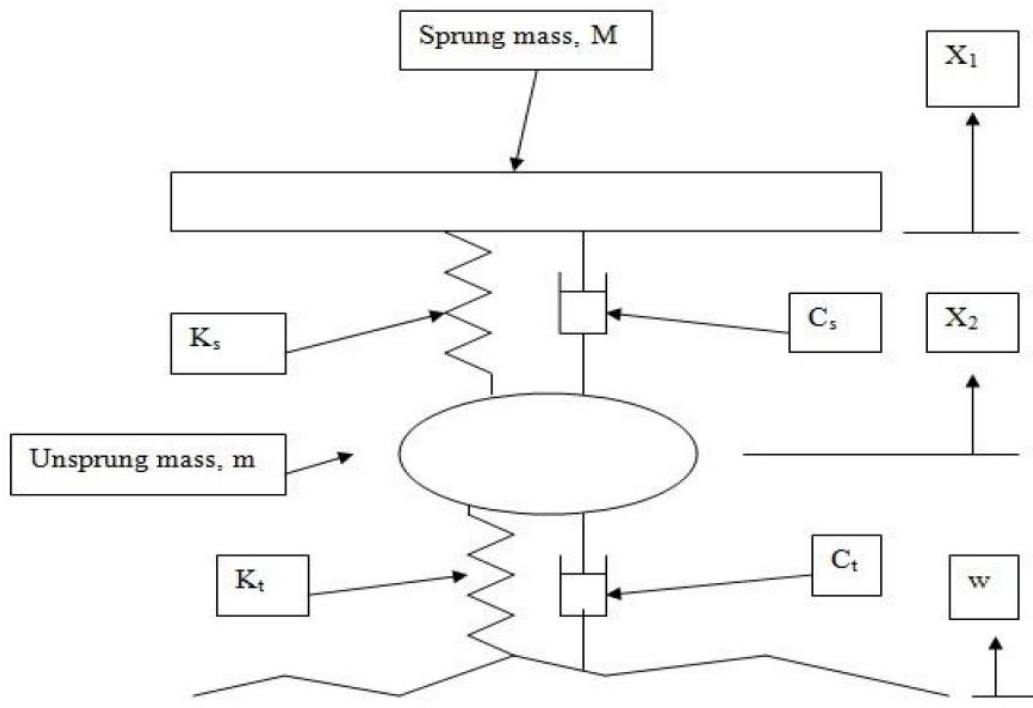 Sprung mass, M
X₁
Kₛ
Cₛ
X₂
Unsprung mass, m
Kₜ
Cₜ
w